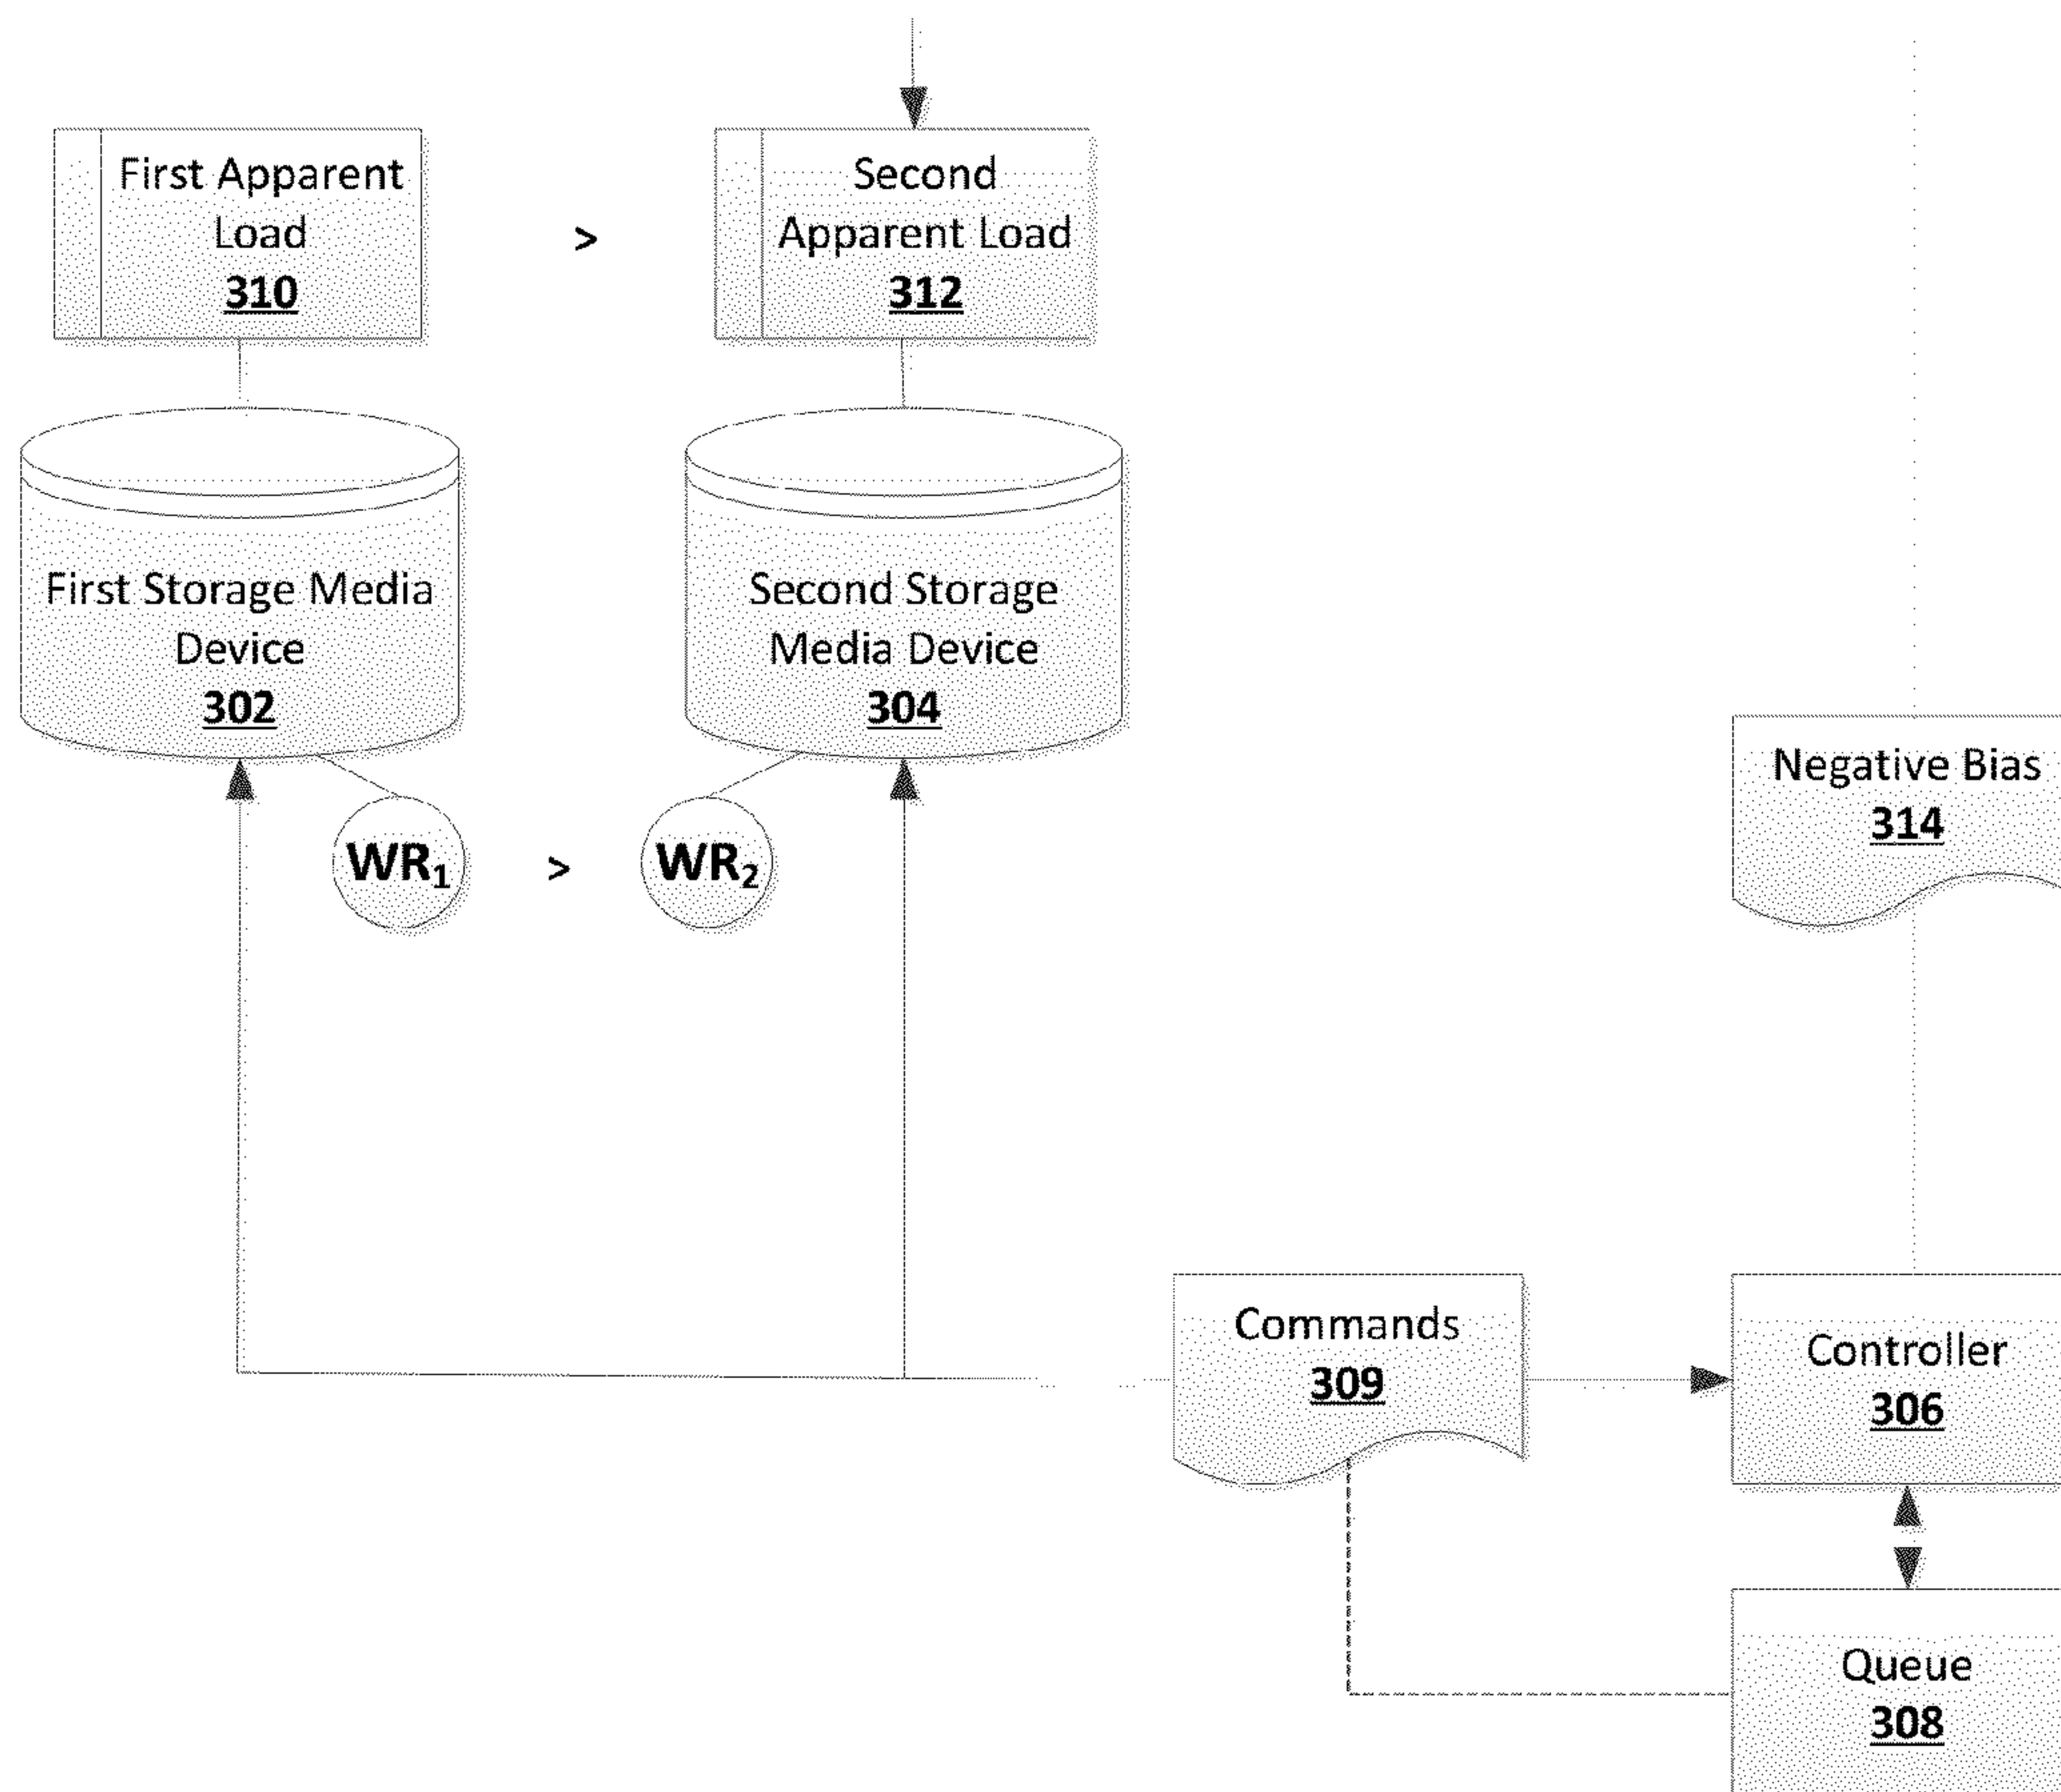 First Apparent
Load
310
>
Second
Apparent Load
312
First Storage Media
Device
302
Second Storage
Media Device
304
WR₁
>
WR₂
Negative Bias
314
Commands
309
Controller
306
Queue
308